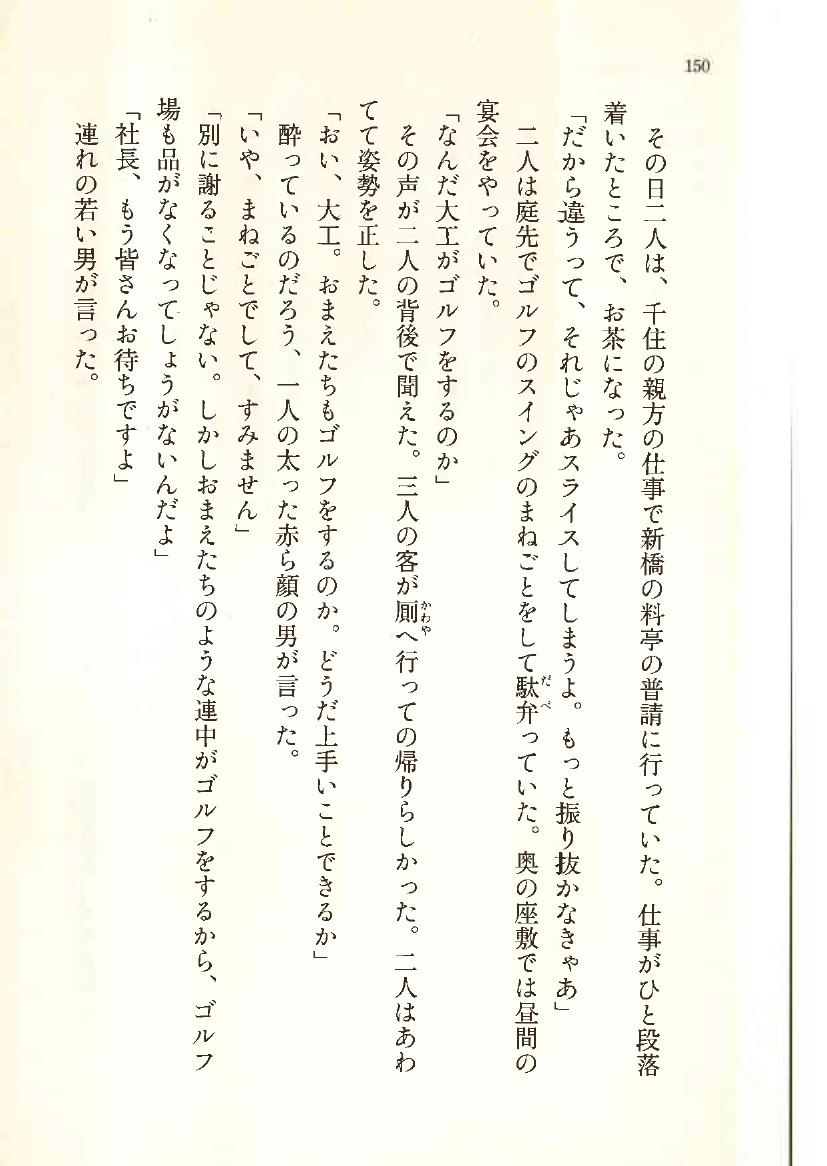 150
その日二人は、千住の親方の仕事で新橋の料亭の普請に行っていた。仕事がひと段落
着いたところで、お茶になった。
「だから違うって、それじゃあスライスしてしまうよ。もっと振り抜かなきゃあ」
二人は庭先でゴルフのスイングのまねごとをして駄弁っていた。奥の座敷では昼間の
宴会をやっていた。
「なんだ大工がゴルフをするのか」
その声が二人の背後で聞えた。三人の客が厠へ行っての帰りらしかった。二人はあわ
てて姿勢を正した。
「おい、大工。おまえたちもゴルフをするのか。どうだ上手いことできるか」
酔っているのだろう、一人の太った赤ら顔の男が言った。
「いや、まねごとでして、すみません」
「別に謝ることじゃない。しかしおまえたちのような連中がゴルフをするから、ゴルフ
場も品がなくなってしょうがないんだよ」
「社長、もう皆さんお待ちですよ」
連れの若い男が言った。